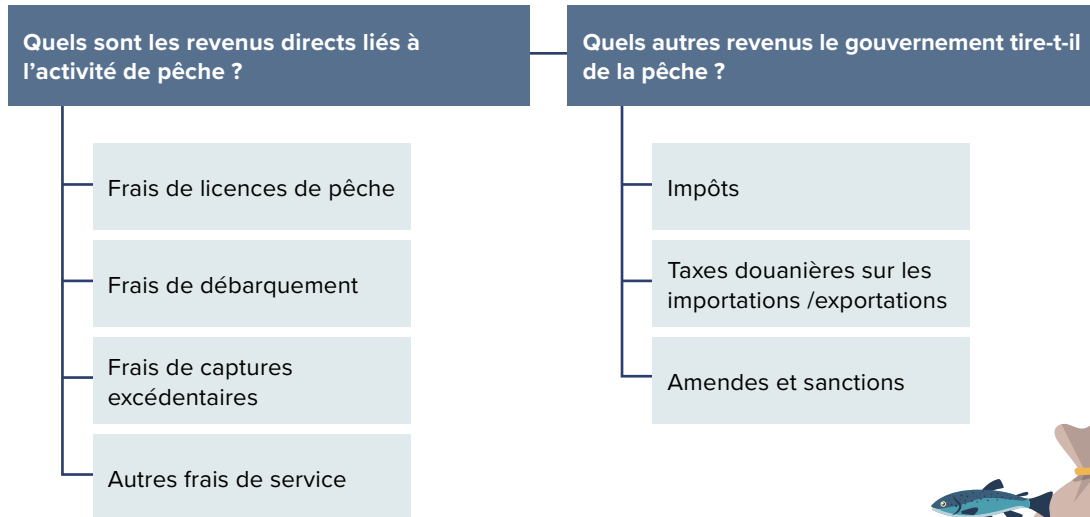 Quels sont les revenus directs liés à
l'activité de pêche ?
Frais de licences de pêche
Frais de débarquement
Frais de captures
excédentaires
Autres frais de service
Quels autres revenus le gouvernement tire-t-il
de la pêche ?
Impôts
Taxes douanières sur les
importations /exportations
Amendes et sanctions